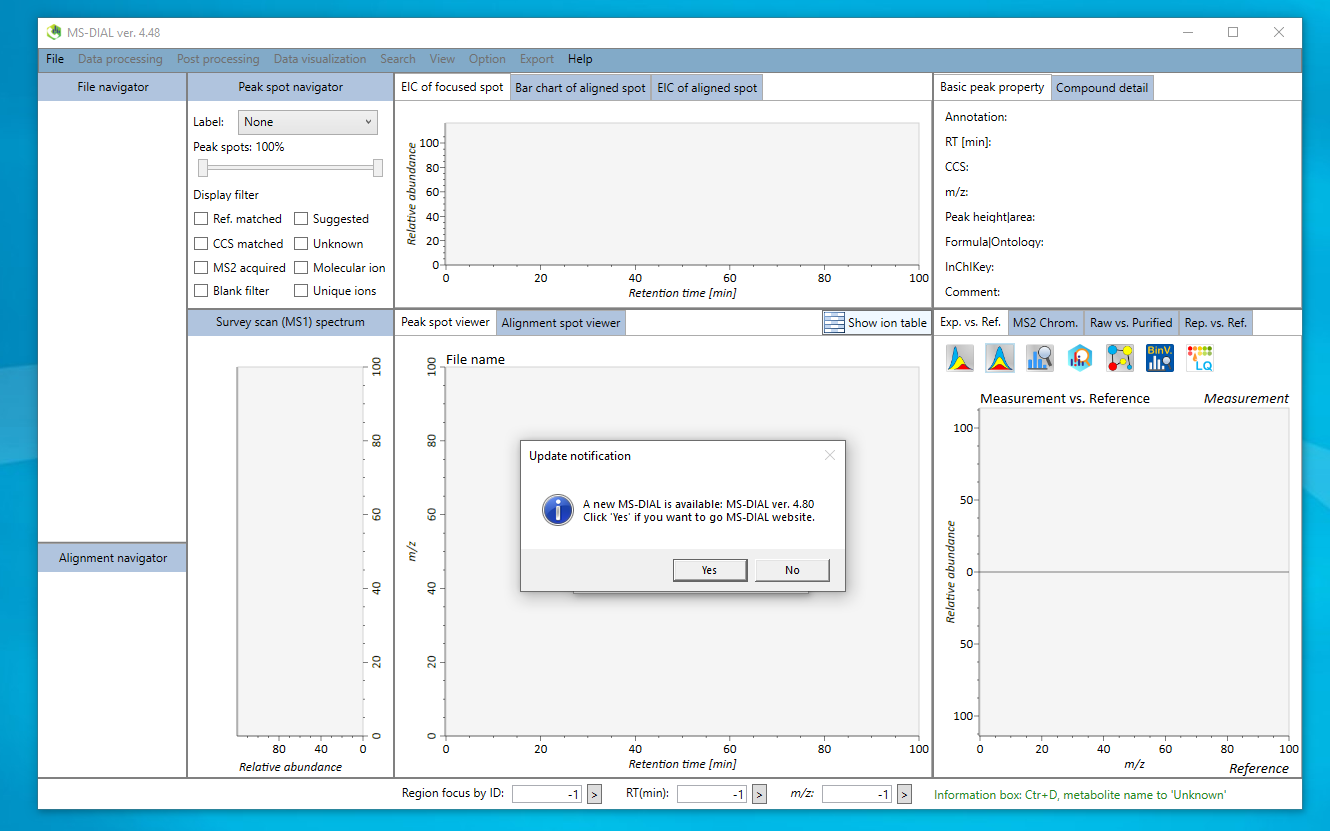 MS-DIAL ver. 4.48
File Data processing Post processing Data visualization Search View Option Export Help
File navigator
Alignment navigator
Peak spot navigator
Label: None
Peak spots: 100%
Display filter
Ref. matched Suggested
CCS matched Unknown
MS2 acquired Molecular ion
Blank filter Unique ions
Survey scan (MS1) spectrum
100
80
60
40
20
0
80 40 0
Relative abundance
EIC of focused spot Bar chart of aligned spot EIC of aligned spot
Relative abundance
100
80
60
40
20
0
0 20 40 60 80 100
Retention time [min]
Peak spot viewer Alignment spot viewer Show ion table
File name
m/z
100
80
60
40
20
0
0 20 40 60 80 100
Retention time [min]
Update notification
A new MS-DIAL is available: MS-DIAL ver. 4.80
Click 'Yes' if you want to go MS-DIAL website.
Yes No
Basic peak property Compound detail
Annotation:
RT [min]:
CCS:
m/z:
Peak height|area:
Formula|Ontology:
InChIKey:
Comment:
Exp. vs. Ref. MS2 Chrom. Raw vs. Purified Rep. vs. Ref.
BinV.
LQ
Measurement vs. Reference Measurement
Relative abundance
100
50
0
50
100
0 20 40 60 80 100
m/z
Reference
Region focus by ID: -1 > RT(min): -1 > m/z: -1 > Information box: Ctr+D, metabolite name to 'Unknown'